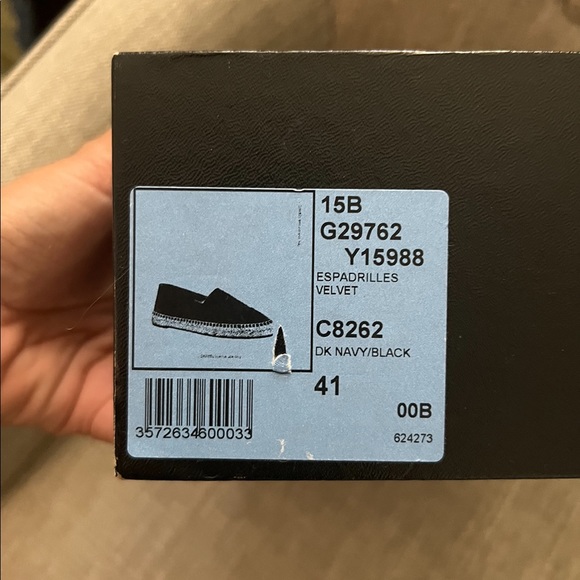 15B
G29762
Y15988
ESPADRILLES
VELVET
C8262
DK NAVY/BLACK
41
00B
624273
3572634600033